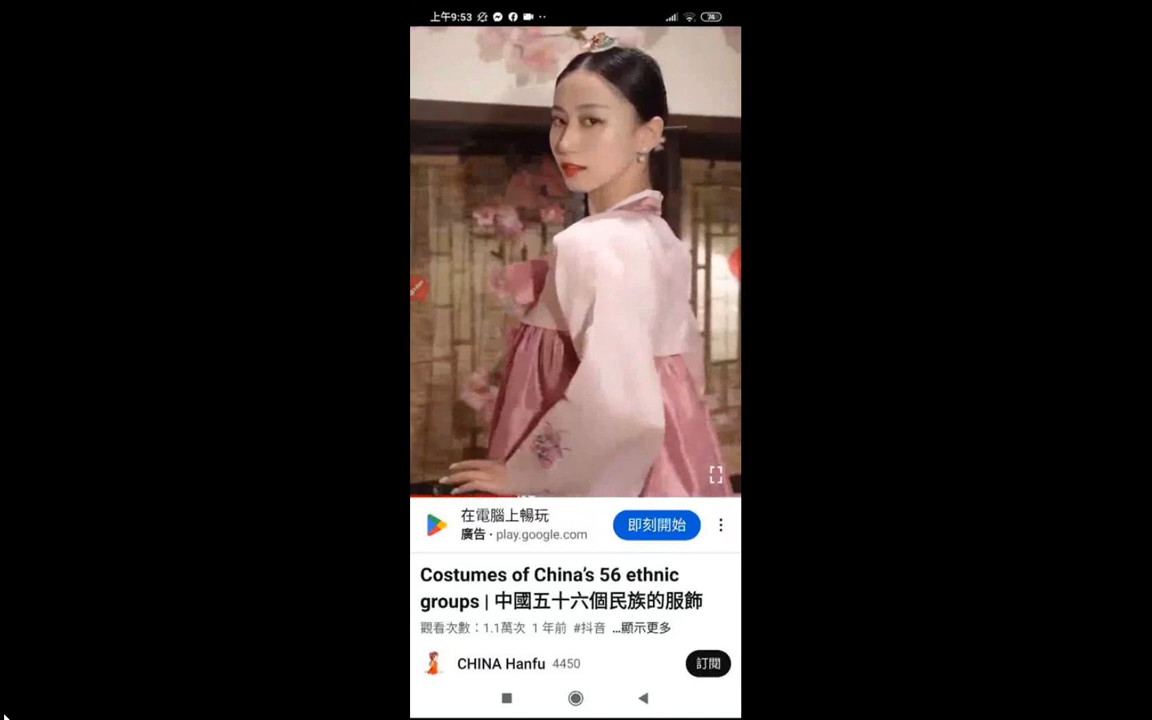 上午9:53
74
在電腦上暢玩
廣告 · play.google.com
即刻開始
Costumes of China's 56 ethnic
groups | 中國五十六個民族的服飾
觀看次數：1.1萬次 1 年前 #抖音 ...顯示更多
CHINA Hanfu 4450
訂閱